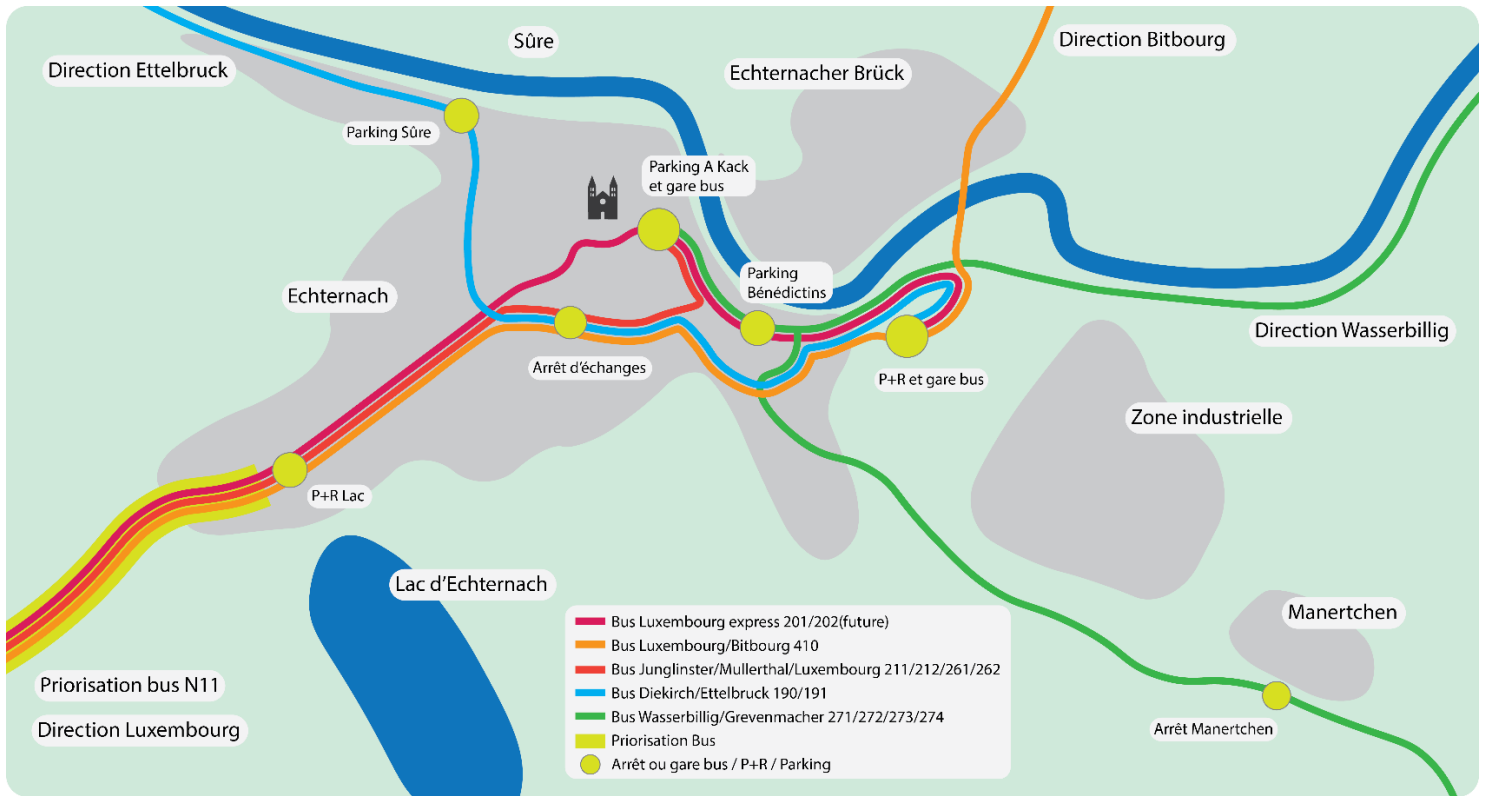 Sûre
Direction Bitbourg
Direction Ettelbruck
Echternacher Brück
Parking Sûre
Parking A Kack
et gare bus
Parking
Bénédictins
Echternach
Direction Wasserbillig
Arrêt d'échanges
P+R et gare bus
Zone industrielle
P+R Lac
Lac d'Echternach
Manertchen
Bus Luxembourg express 201/202(future)
Bus Luxembourg/Bitbourg 410
Bus Junglinster/Mullerthal/Luxembourg 211/212/261/262
Bus Diekirch/Ettelbruck 190/191
Bus Wasserbillig/Grevenmacher 271/272/273/274
Priorisation Bus
Arrêt ou gare bus / P+R / Parking
Priorisation bus N11
Direction Luxembourg
Arrêt Manertchen